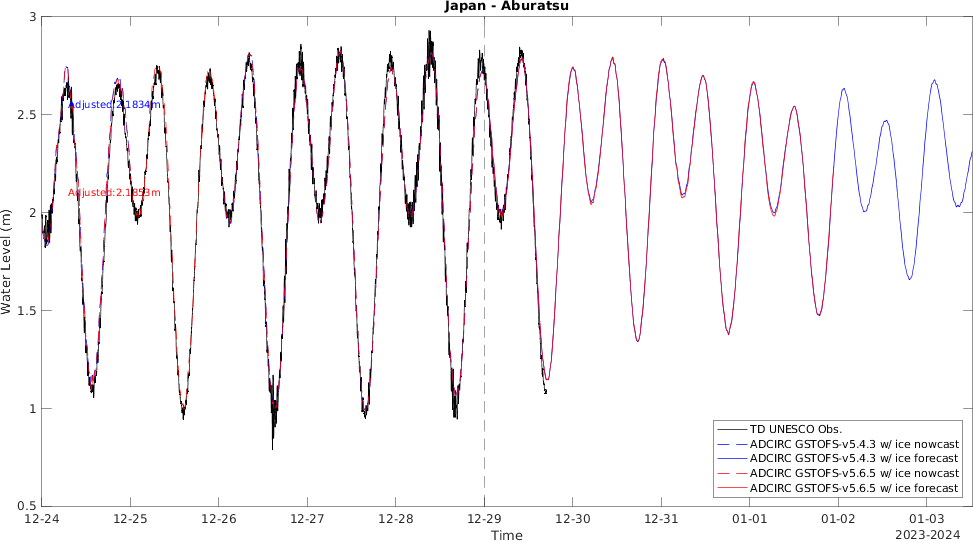 Japan - Aburatsu
3
2.5
2
1.5
1
0.5
Water Level (m)
Adjusted:2.1834m
Adjusted:2.1853m
TD UNESCO Obs.
ADCIRC GSTOFS-v5.4.3 w/ ice nowcast
ADCIRC GSTOFS-v5.4.3 w/ ice forecast
ADCIRC GSTOFS-v5.6.5 w/ ice nowcast
ADCIRC GSTOFS-v5.6.5 w/ ice forecast
12-24 12-25 12-26 12-27 12-28 12-29 12-30 12-31 01-01 01-02 01-03
Time
2023-2024